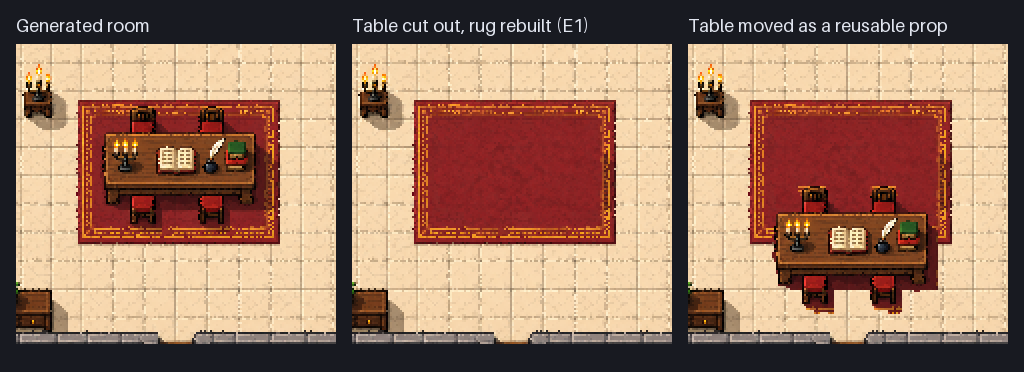 Generated room
Table cut out, rug rebuilt (E1)
Table moved as a reusable prop